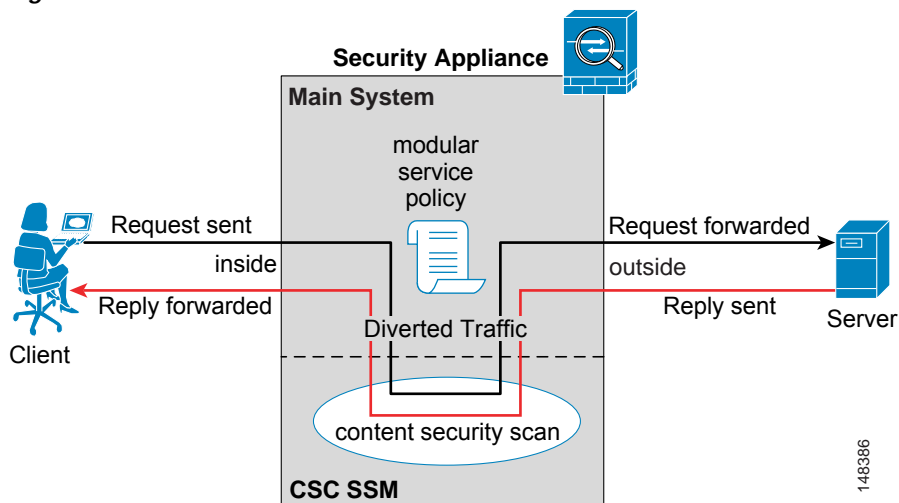 Security Appliance
Main System
modular
service
policy
Request sent
Request forwarded
inside
outside
Reply forwarded
Reply sent
Diverted Traffic
Client
Server
content security scan
CSC SSM
148386